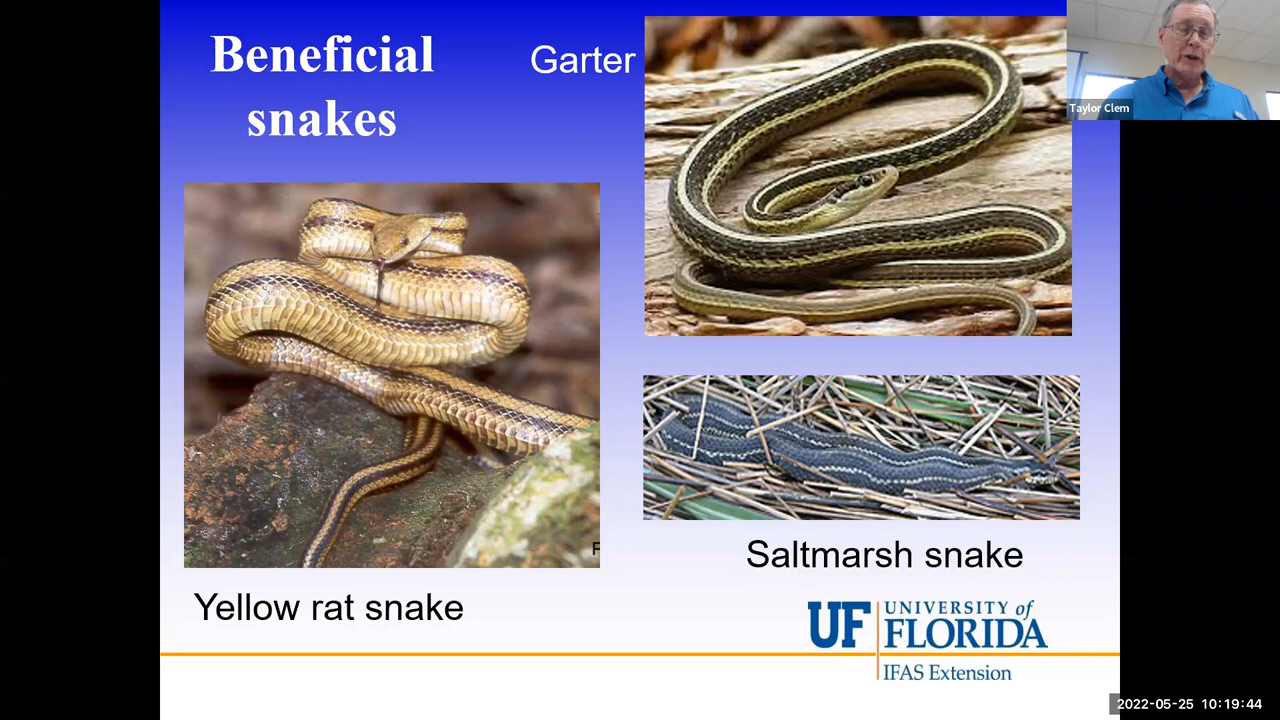 Beneficial
snakes
Garter
Taylor Clem
F
Saltmarsh snake
Yellow rat snake
UF UNIVERSITY of
FLORIDA
IFAS Extension
2022-05-25 10:19:44